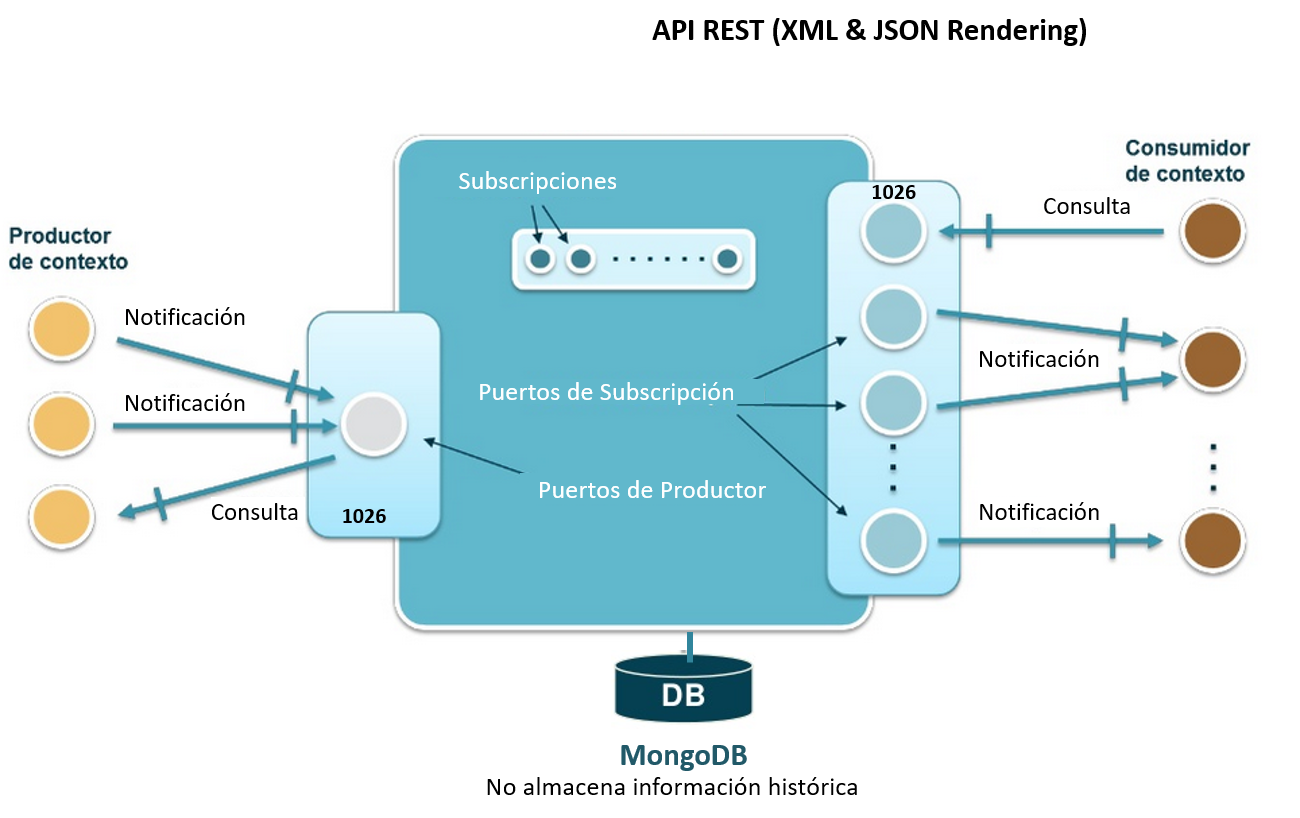 API REST (XML & JSON Rendering)
Consumidor
de contexto
Subscripciones
1026
Consulta
Productor
de contexto
Notificación
Notificación
Puertos de Subscripción
Notificación
Puertos de Productor
Consulta
1026
Notificación
DB
MongoDB
No almacena información histórica